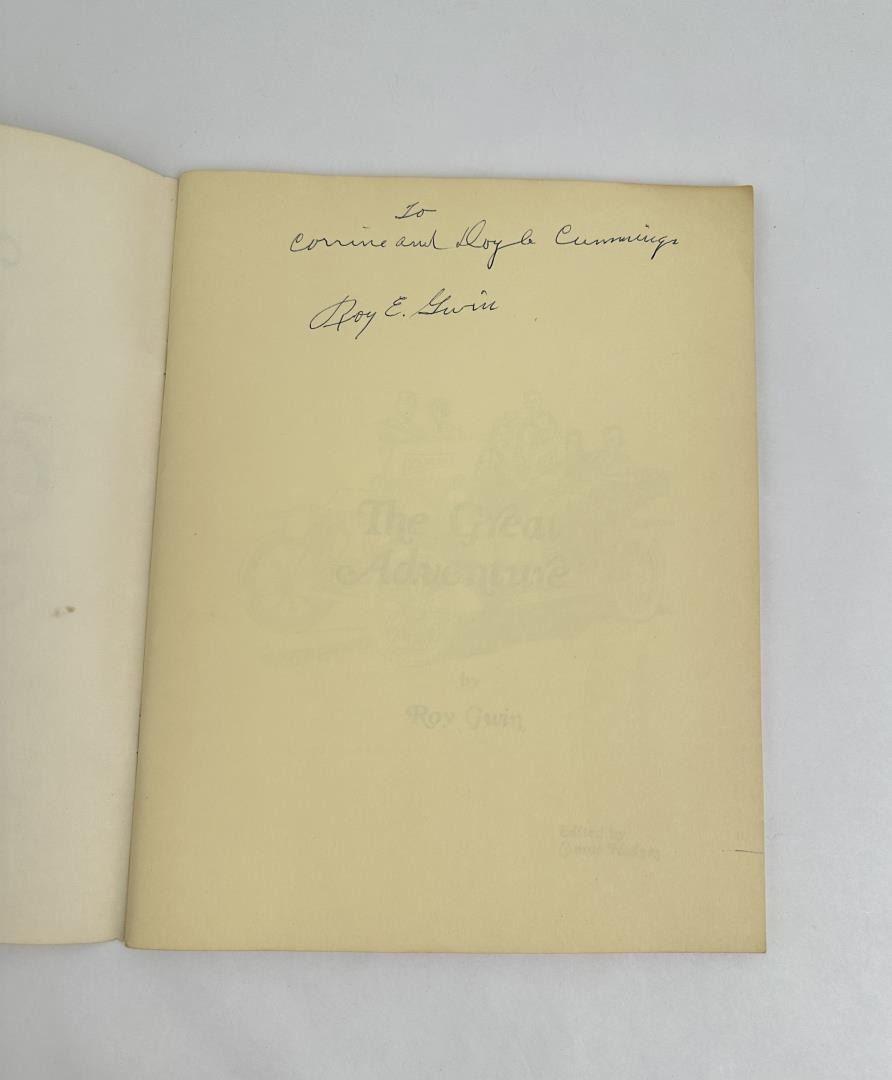 To
Corrine and Doyle Cummings
Roy E. Gwin
The Great
Adventure
by
Roy Gwin
Edited by